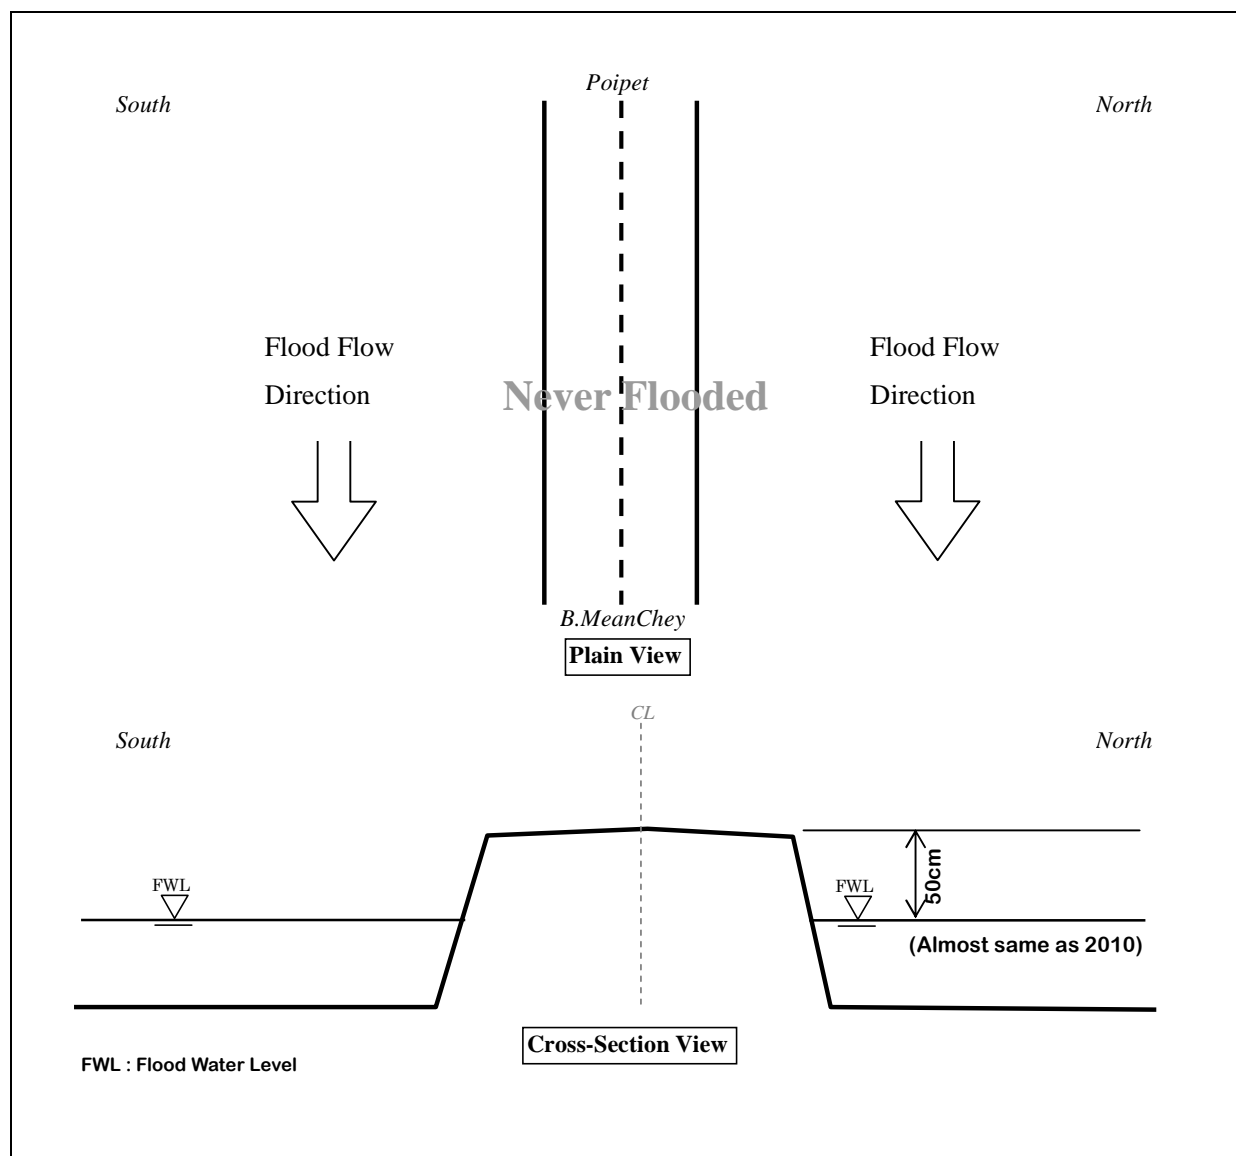 Poipet
South
North
Flood Flow
Direction
Flood Flow
Direction
Never Flooded
B.MeanChey
Plain View
CL
South
North
FWL
FWL
50cm
(Almost same as 2010)
Cross-Section View
FWL : Flood Water Level